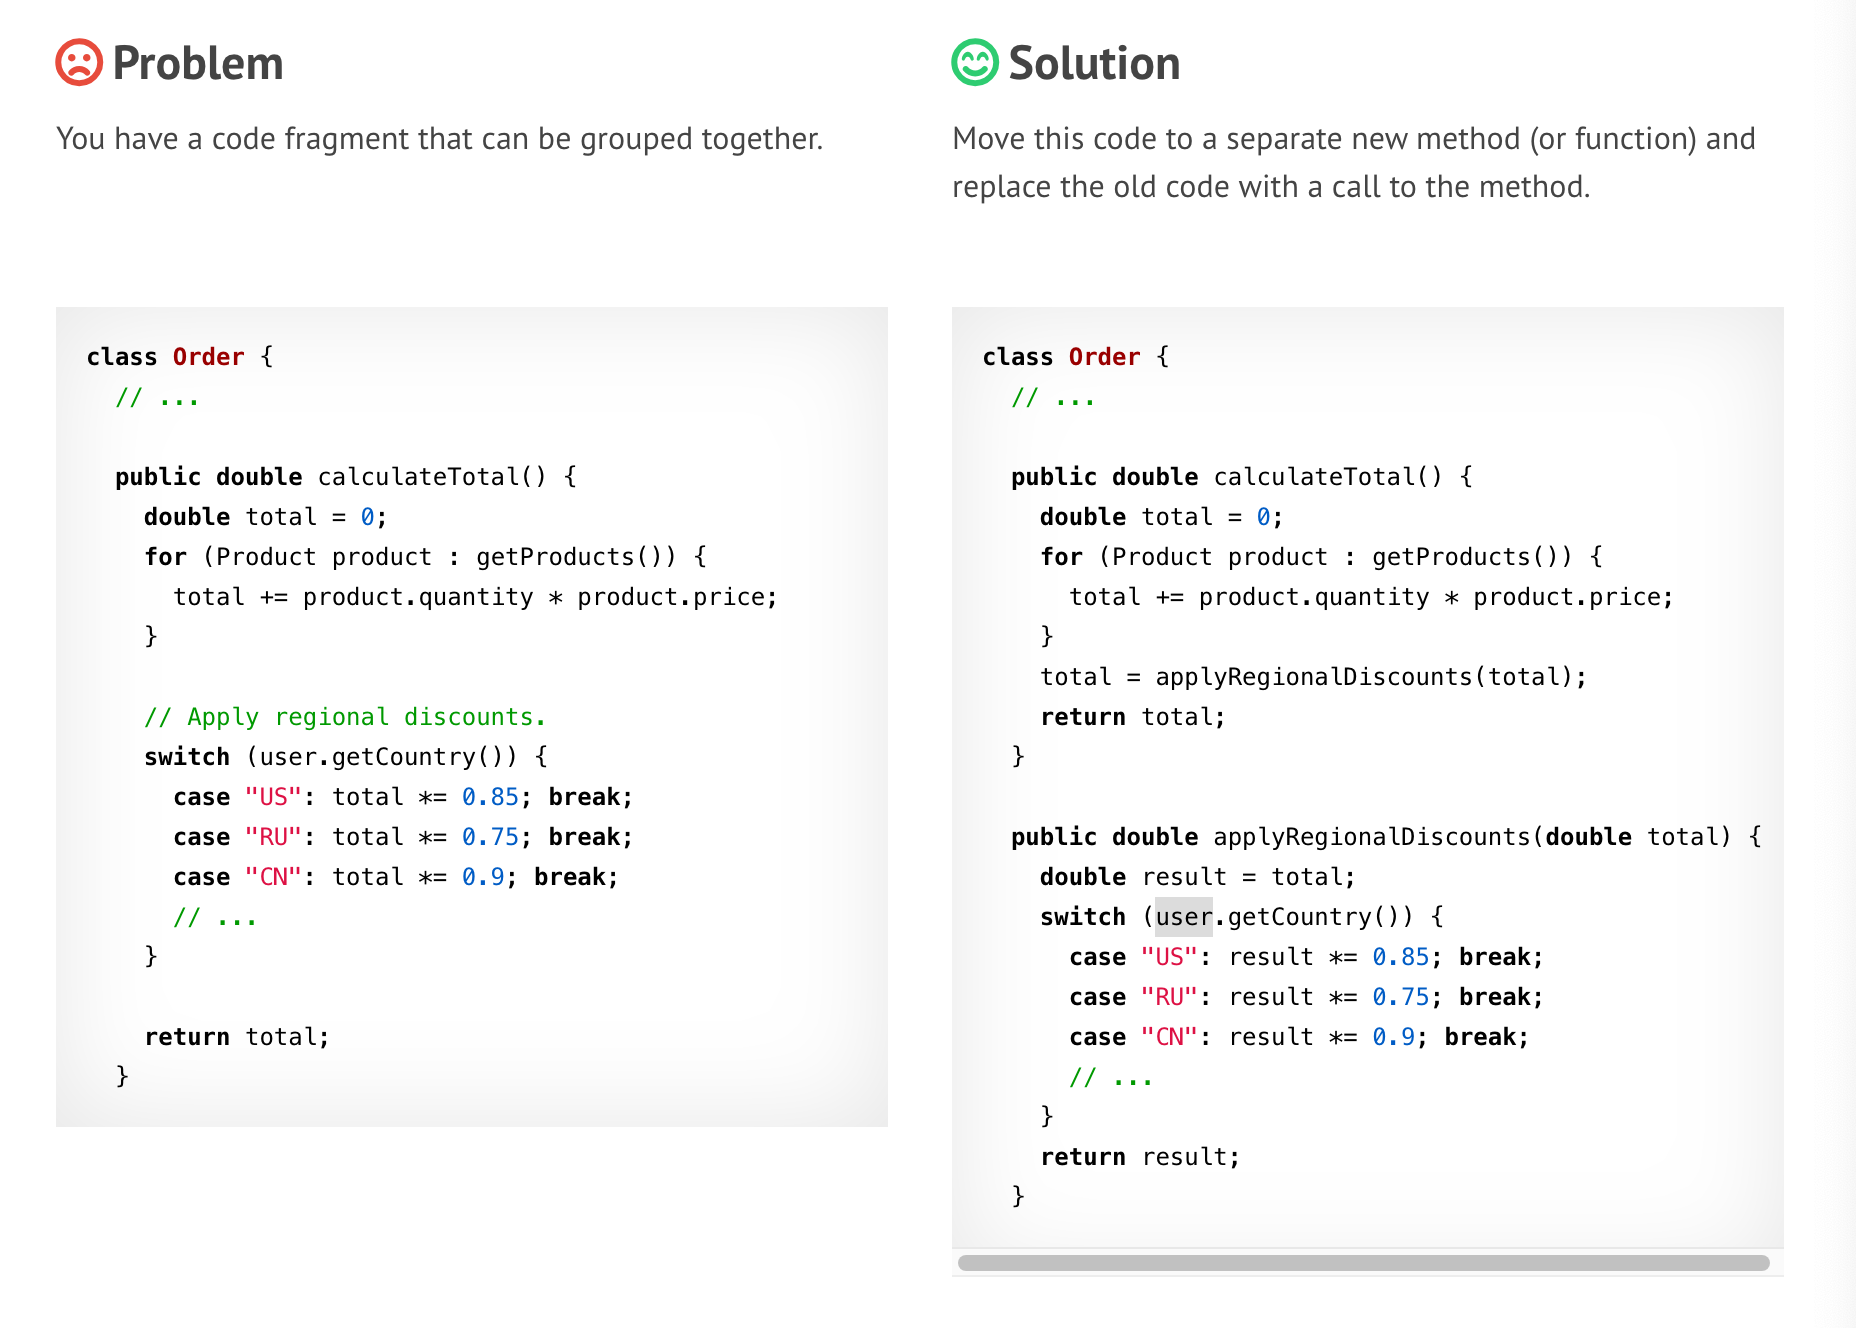 Problem
You have a code fragment that can be grouped together.
class Order {
  // ...

  public double calculateTotal() {
    double total = 0;
    for (Product product : getProducts()) {
      total += product.quantity * product.price;
    }

    // Apply regional discounts.
    switch (user.getCountry()) {
      case "US": total *= 0.85; break;
      case "RU": total *= 0.75; break;
      case "CN": total *= 0.9; break;
      // ...
    }

    return total;
  }
Solution
Move this code to a separate new method (or function) and
replace the old code with a call to the method.
class Order {
  // ...

  public double calculateTotal() {
    double total = 0;
    for (Product product : getProducts()) {
      total += product.quantity * product.price;
    }
    total = applyRegionalDiscounts(total);
    return total;
  }

  public double applyRegionalDiscounts(double total) {
    double result = total;
    switch (user.getCountry()) {
      case "US": result *= 0.85; break;
      case "RU": result *= 0.75; break;
      case "CN": result *= 0.9; break;
      // ...
    }
    return result;
  }